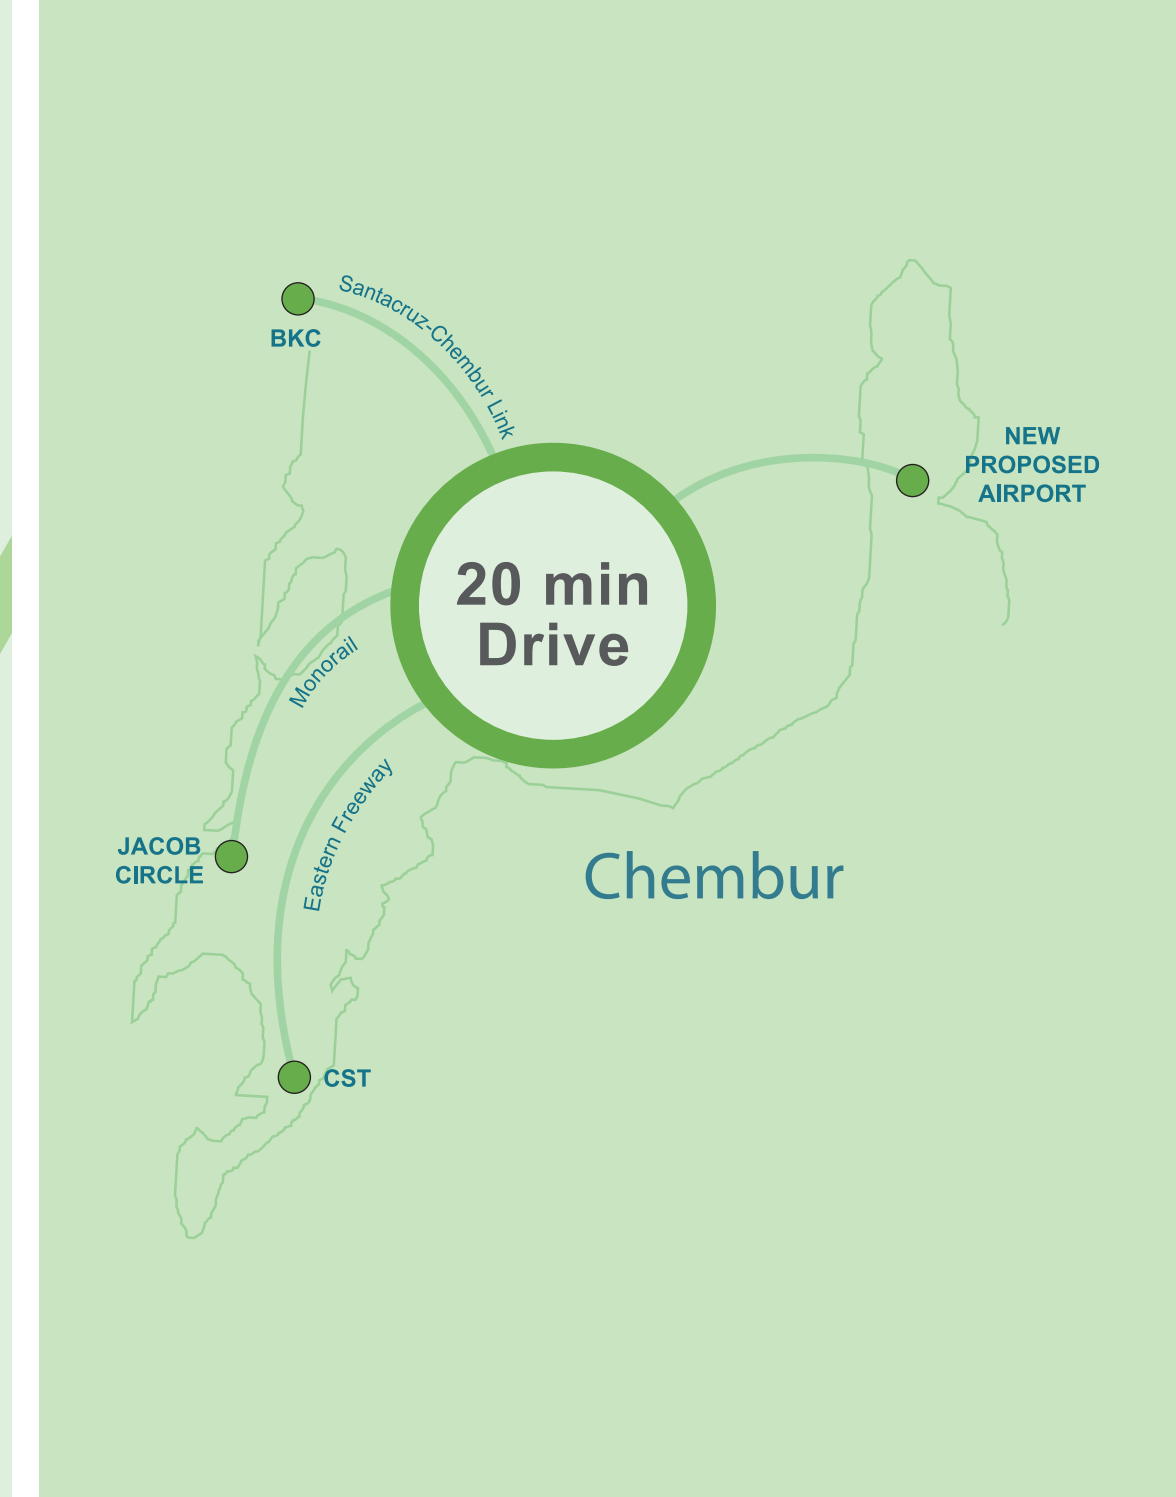 Santacruz-Chembur Link
BKC
NEW
PROPOSED
AIRPORT
20 min
Drive
Monorail
Eastern Freeway
JACOB
CIRCLE
Chembur
CST